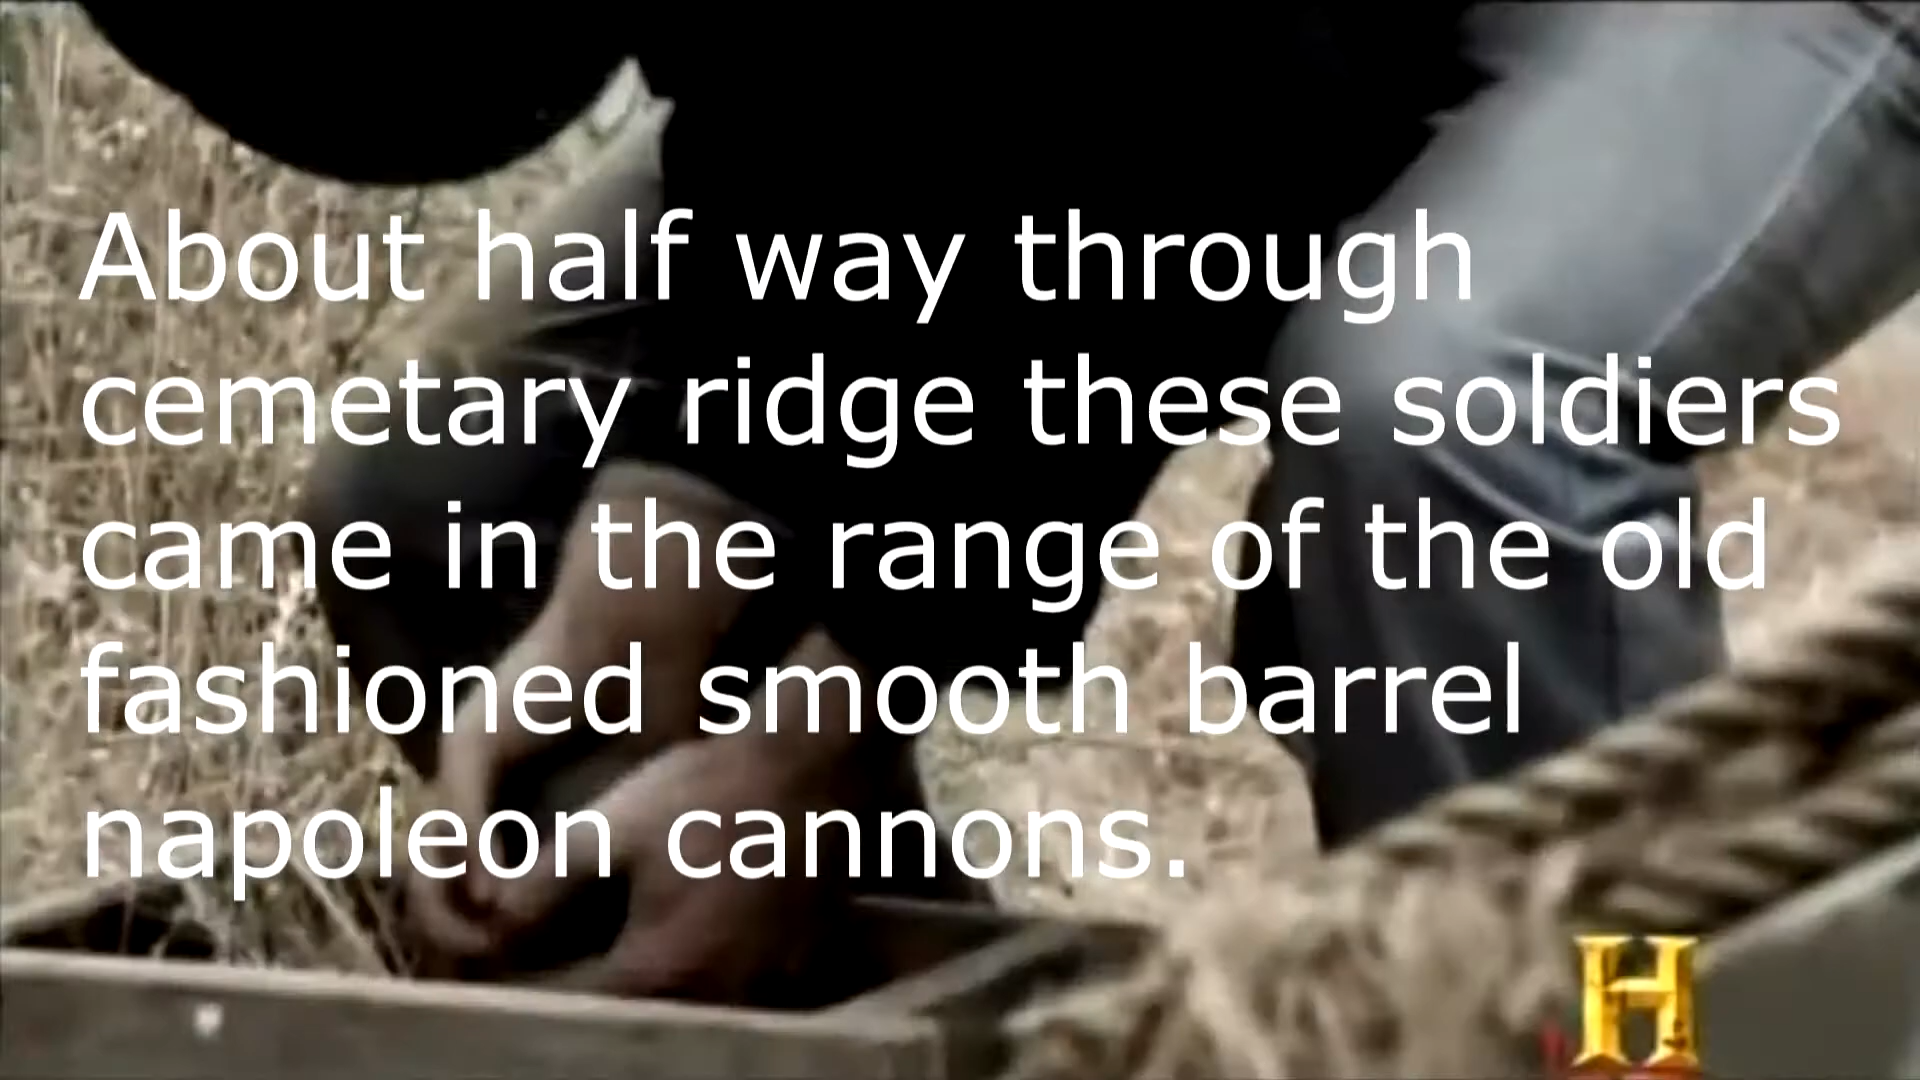 About half way through
cemetary ridge these soldiers
came in the range of the old
fashioned smooth barrel
napoleon cannons.
H